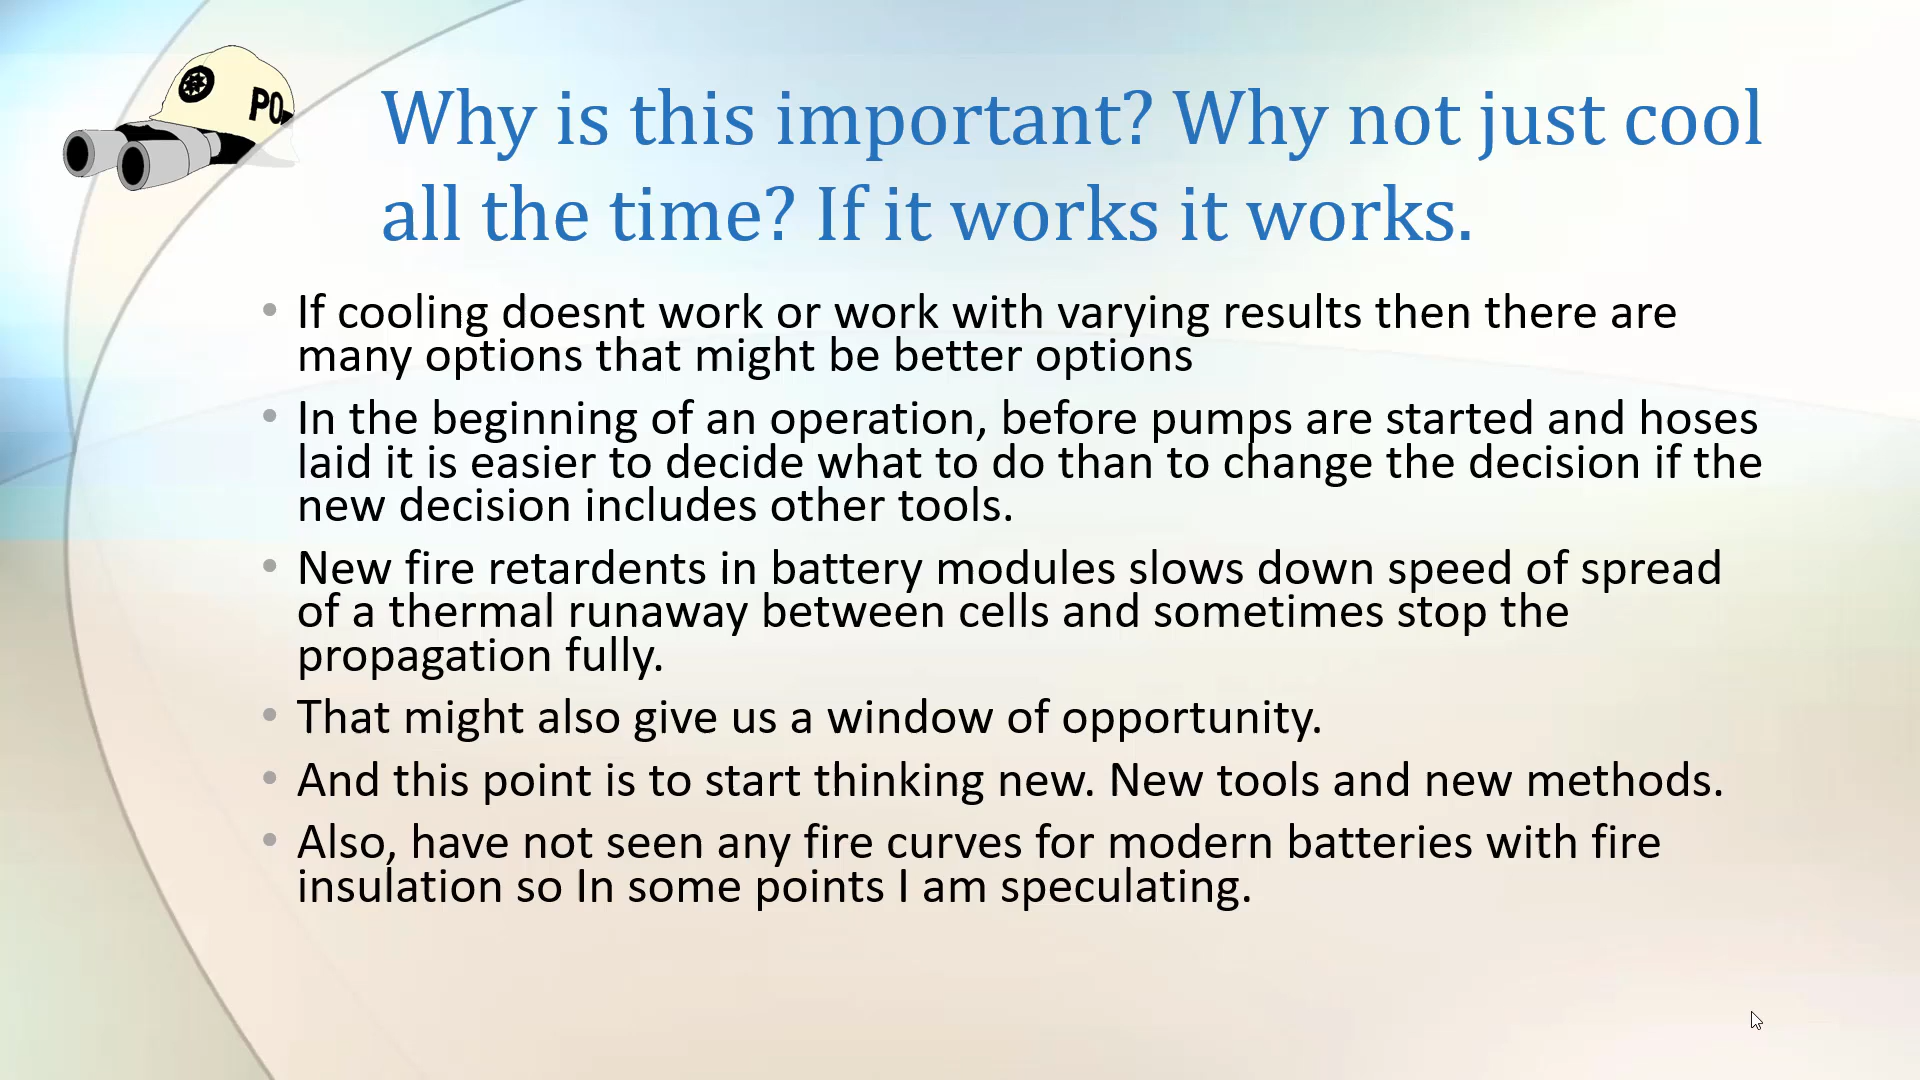 PO
Why is this important? Why not just cool
all the time? If it works it works.
• If cooling doesnt work or work with varying results then there are
many options that might be better options
• In the beginning of an operation, before pumps are started and hoses
laid it is easier to decide what to do than to change the decision if the
new decision includes other tools.
• New fire retardents in battery modules slows down speed of spread
of a thermal runaway between cells and sometimes stop the
propagation fully.
• That might also give us a window of opportunity.
• And this point is to start thinking new. New tools and new methods.
• Also, have not seen any fire curves for modern batteries with fire
insulation so In some points I am speculating.